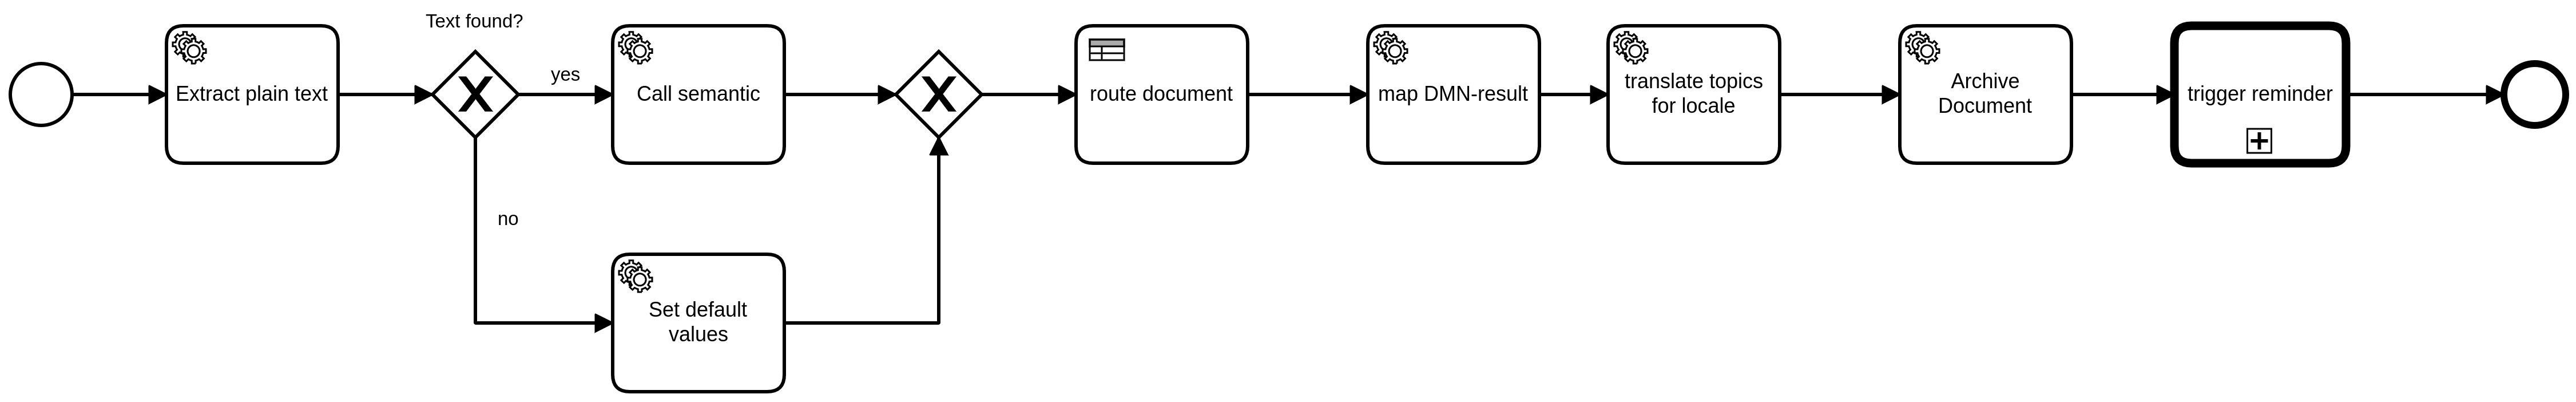 Text found?
Extract plain text
yes
Call semantic
route document
map DMN-result
translate topics
for locale
Archive
Document
trigger reminder
no
Set default
values